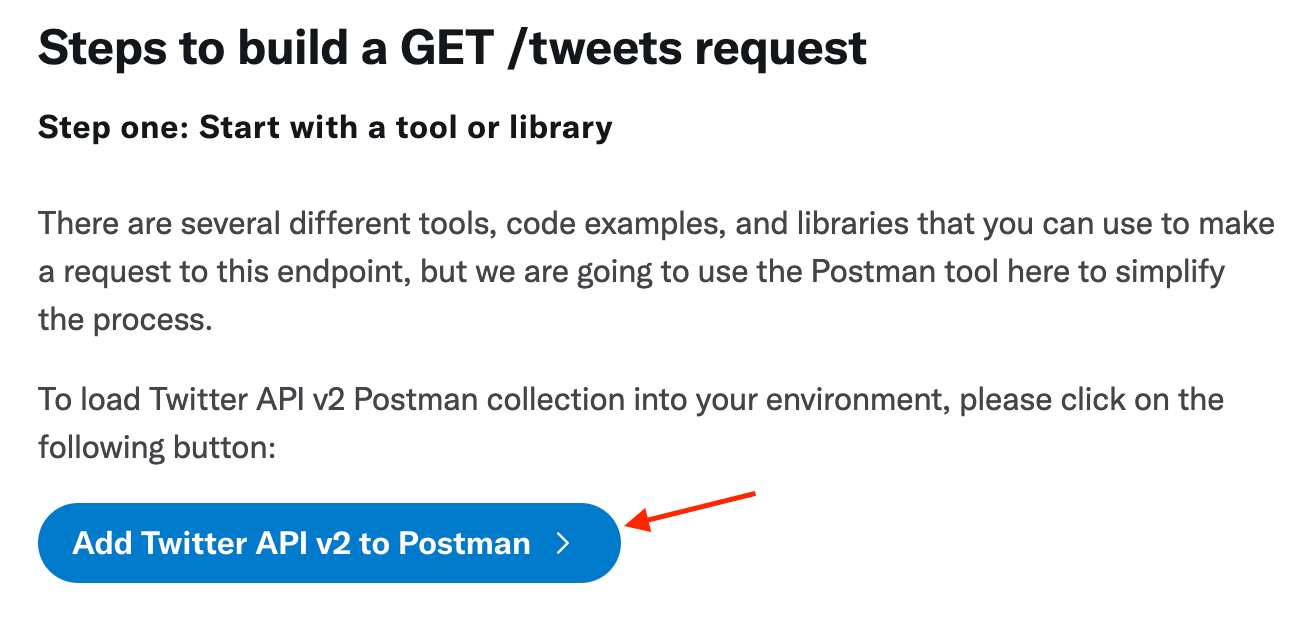 Steps to build a GET /tweets request
Step one: Start with a tool or library
There are several different tools, code examples, and libraries that you can use to make
a request to this endpoint, but we are going to use the Postman tool here to simplify
the process.
To load Twitter API v2 Postman collection into your environment, please click on the
following button:
Add Twitter API v2 to Postman